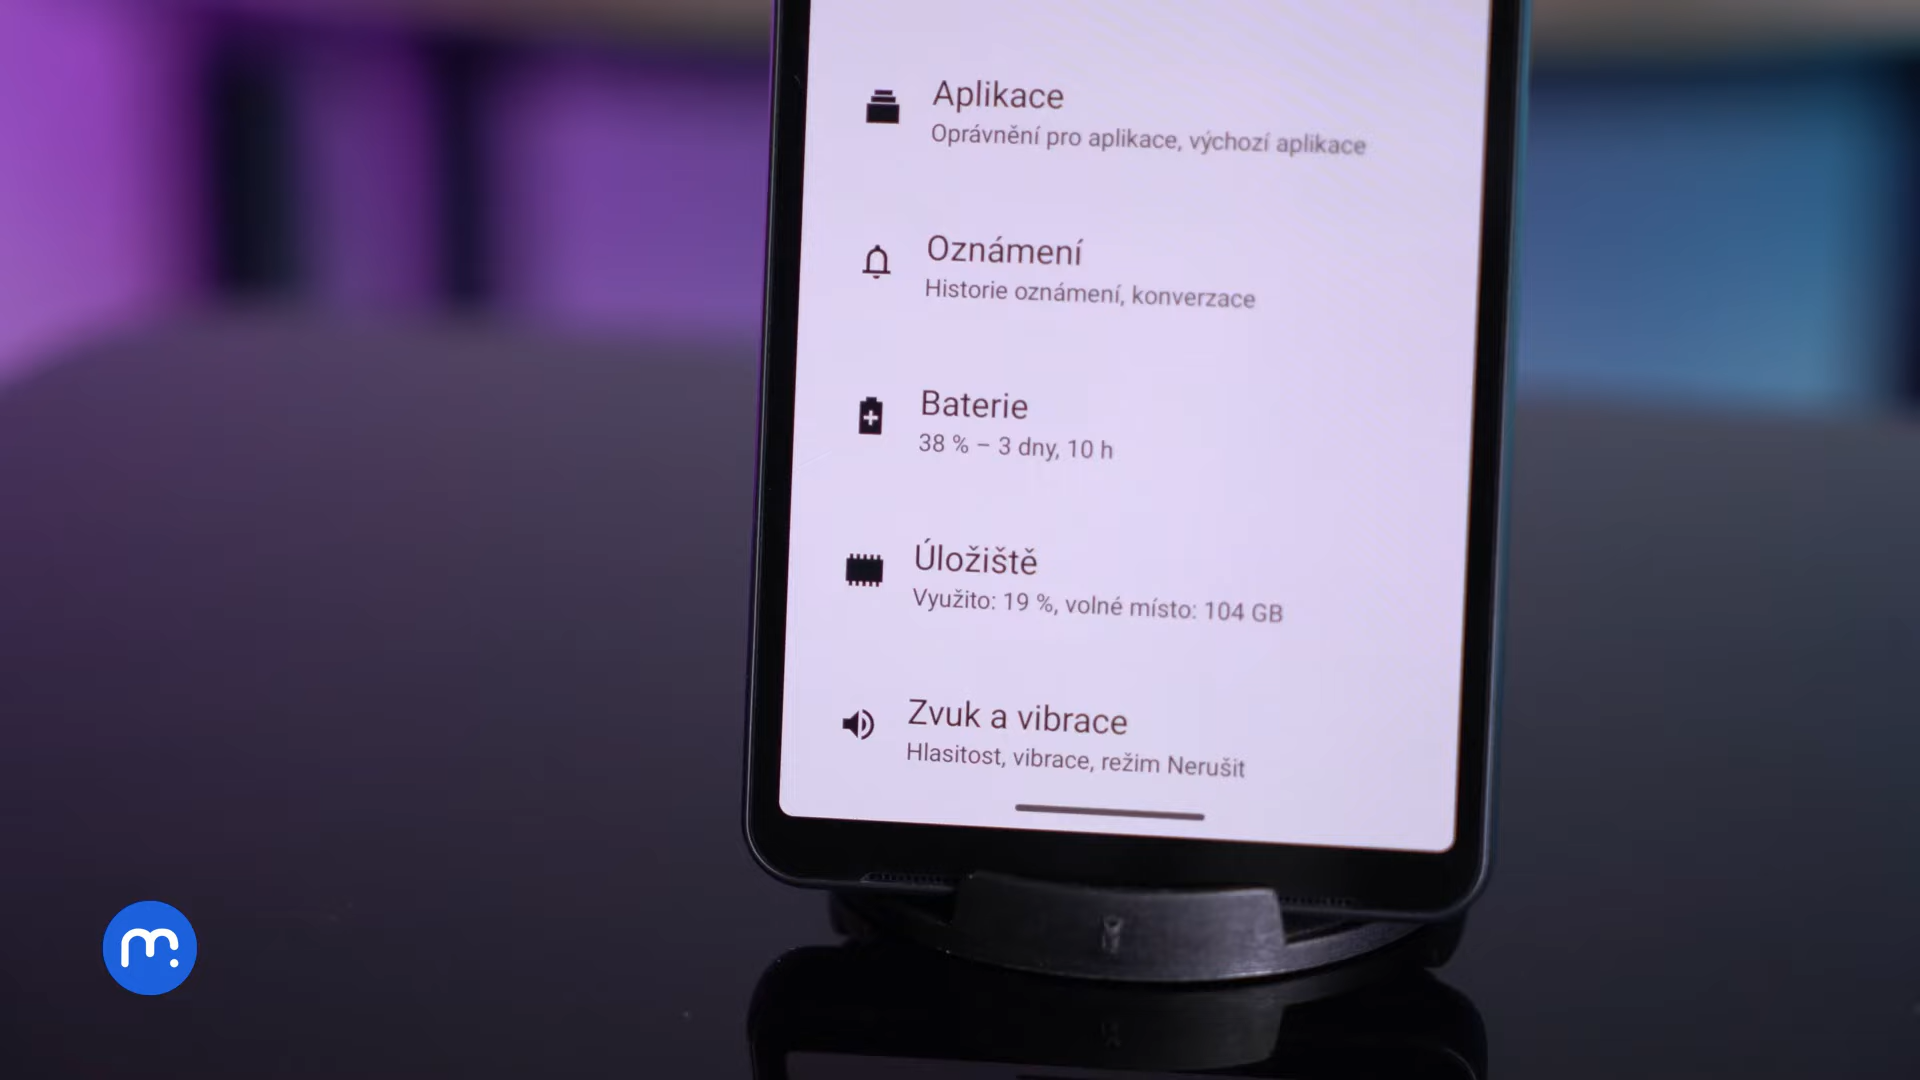 Aplikace
Oprávnění pro aplikace, výchozí aplikace
Oznámení
Historie oznámení, konverzace
Baterie
38 % – 3 dny, 10 h
Úložiště
Využito: 19 %, volné místo: 104 GB
Zvuk a vibrace
Hlasitost, vibrace, režim Nerušit
m.